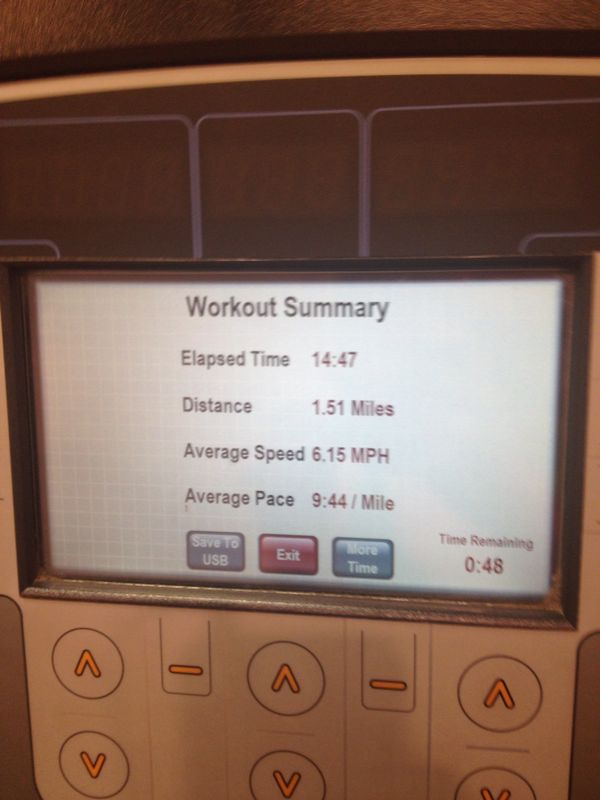 Workout Summary
Elapsed Time 14:47
Distance 1.51 Miles
Average Speed 6.15 MPH
Average Pace 9:44 / Mile
Save To
USB
Exit
More
Time
Time Remaining
0:48